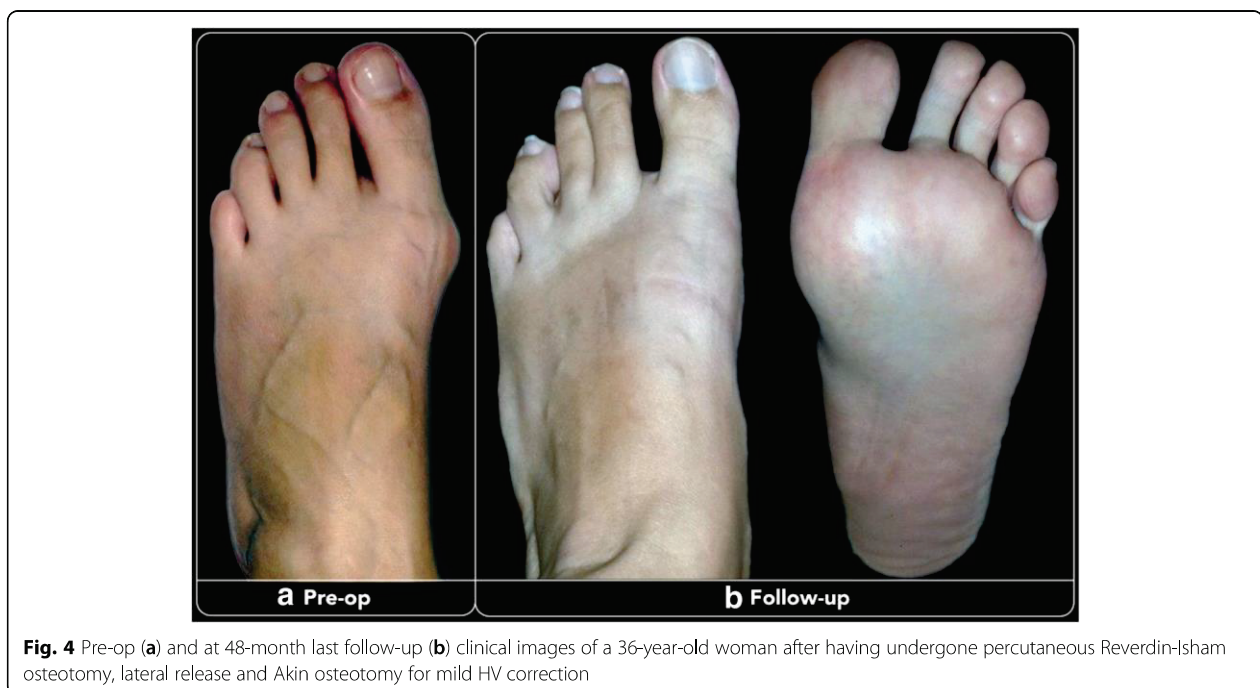 a Pre-op
b Follow-up
Fig. 4 Pre-op (a) and at 48-month last follow-up (b) clinical images of a 36-year-old woman after having undergone percutaneous Reverdin-Isham
osteotomy, lateral release and Akin osteotomy for mild HV correction